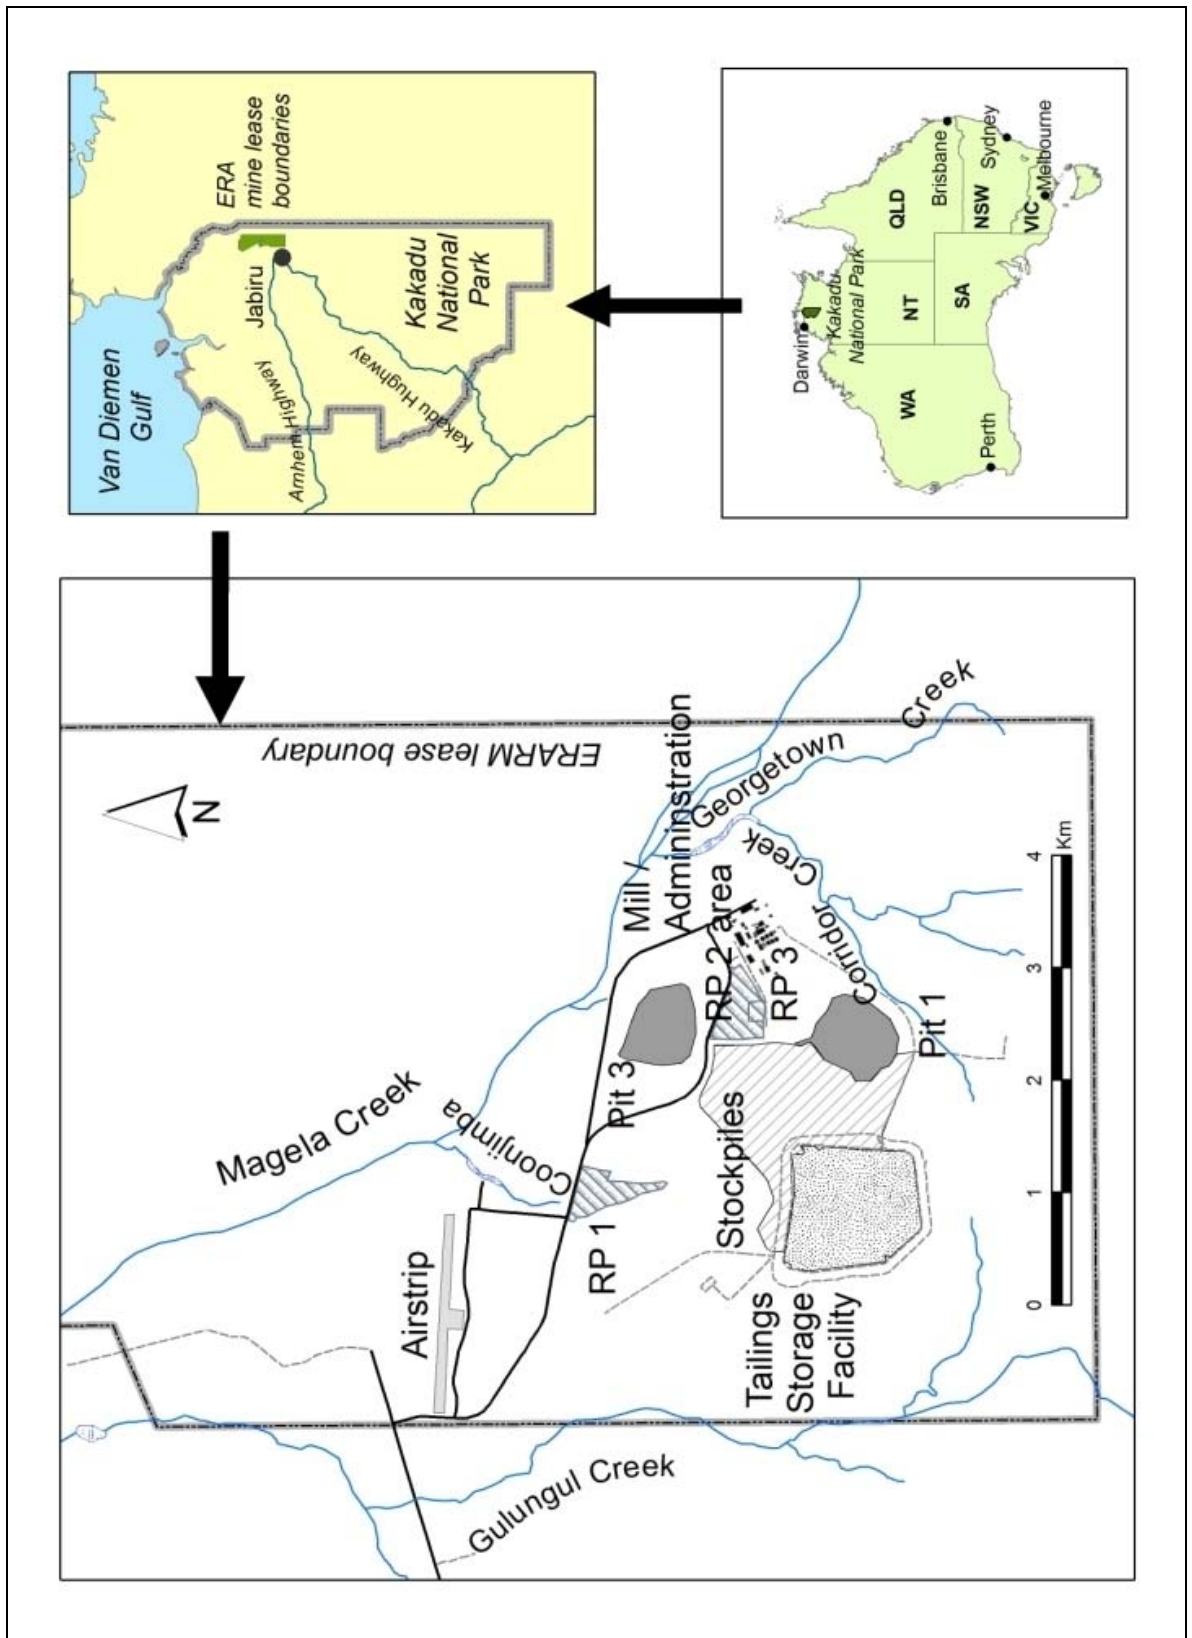 Van Diemen
Gulf
ERA
mine lease
boundaries
Jabiru
Arnhem Highway
Kakadu Hughway
Kakadu
National
Park
Darwin
Kakadu
National Park
WA
NT
QLD
SA
NSW
VIC
Brisbane
Sydney
Melbourne
Perth
N
ERARM lease boundary
Magela Creek
Coonjimba
Airstrip
RP 1
Pit 3
Mill /
Admininstration
area
RP 2
RP 3
Georgetown
Creek
Corridor Creek
Pit 1
Stockpiles
Tailings
Storage
Facility
Gulungul Creek
0 1 2 3 4
Km